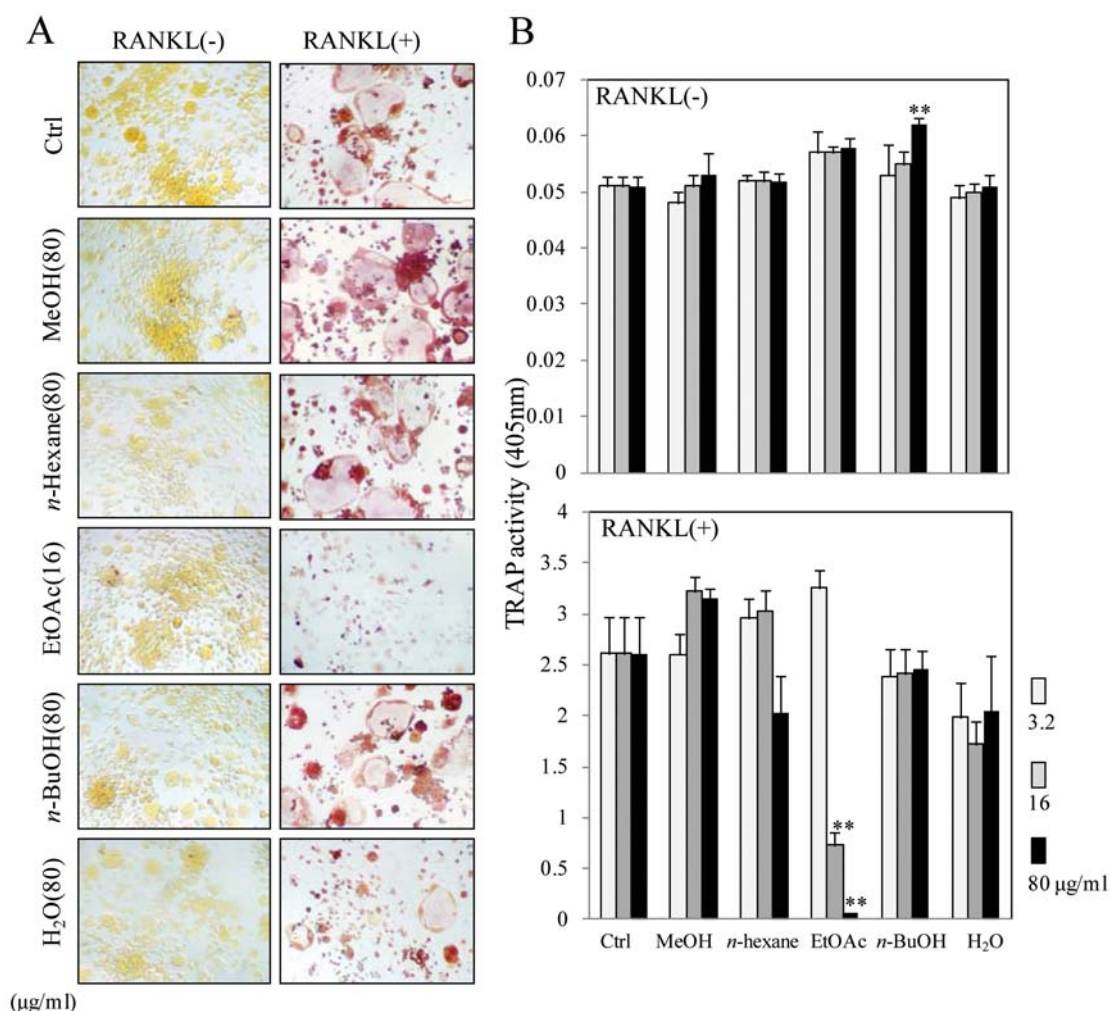 A
RANKL(-)
RANKL(+)
Ctrl
MeOH(80)
n-Hexane(80)
EtOAc(16)
n-BuOH(80)
H₂O(80)
(μg/ml)
B
TRAP activity (405nm)
RANKL(-)
0.07
0.06
0.05
0.04
0.03
0.02
0.01
0
**
RANKL(+)
4
3.5
3
2.5
2
1.5
1
0.5
0
**
**
Ctrl MeOH n-hexane EtOAc n-BuOH H₂O
3.2
16
80 μg/ml